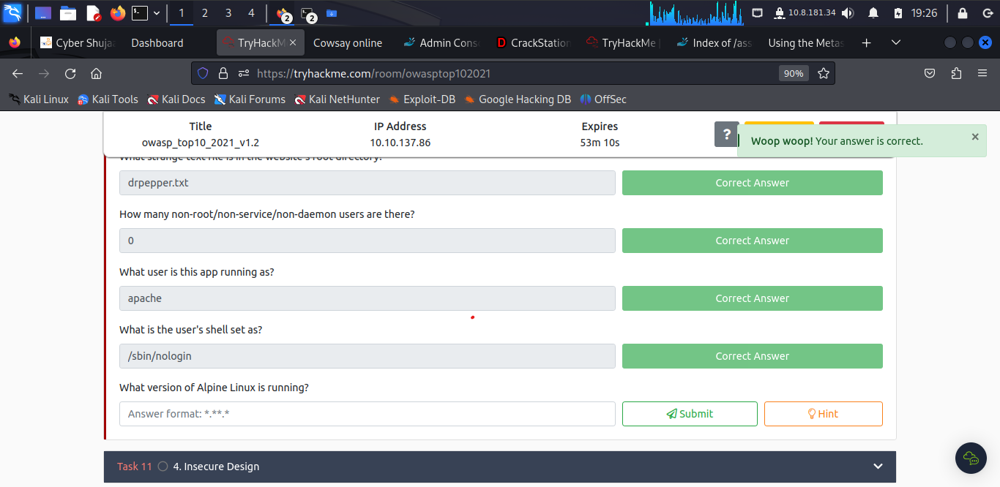 1 2 3 4 2 2 10.8.181.34 19:26
Cyber Shuja Dashboard TryHackM Cowsay online Admin Cons CrackStation TryHackMe Index of /ass Using the Metas
https://tryhackme.com/room/owasptop102021 90%
Kali Linux Kali Tools Kali Docs Kali Forums Kali NetHunter Exploit-DB Google Hacking DB OffSec
Title IP Address Expires
owasp_top10_2021_v1.2 10.10.137.86 53m 10s ?
Woop woop! Your answer is correct. ×
What strange text file is in the website's root directory?
drpepper.txt Correct Answer
How many non-root/non-service/non-daemon users are there?
0 Correct Answer
What user is this app running as?
apache Correct Answer
What is the user's shell set as?
/sbin/nologin Correct Answer
What version of Alpine Linux is running?
Answer format: *.**.* Submit Hint
Task 11 4. Insecure Design